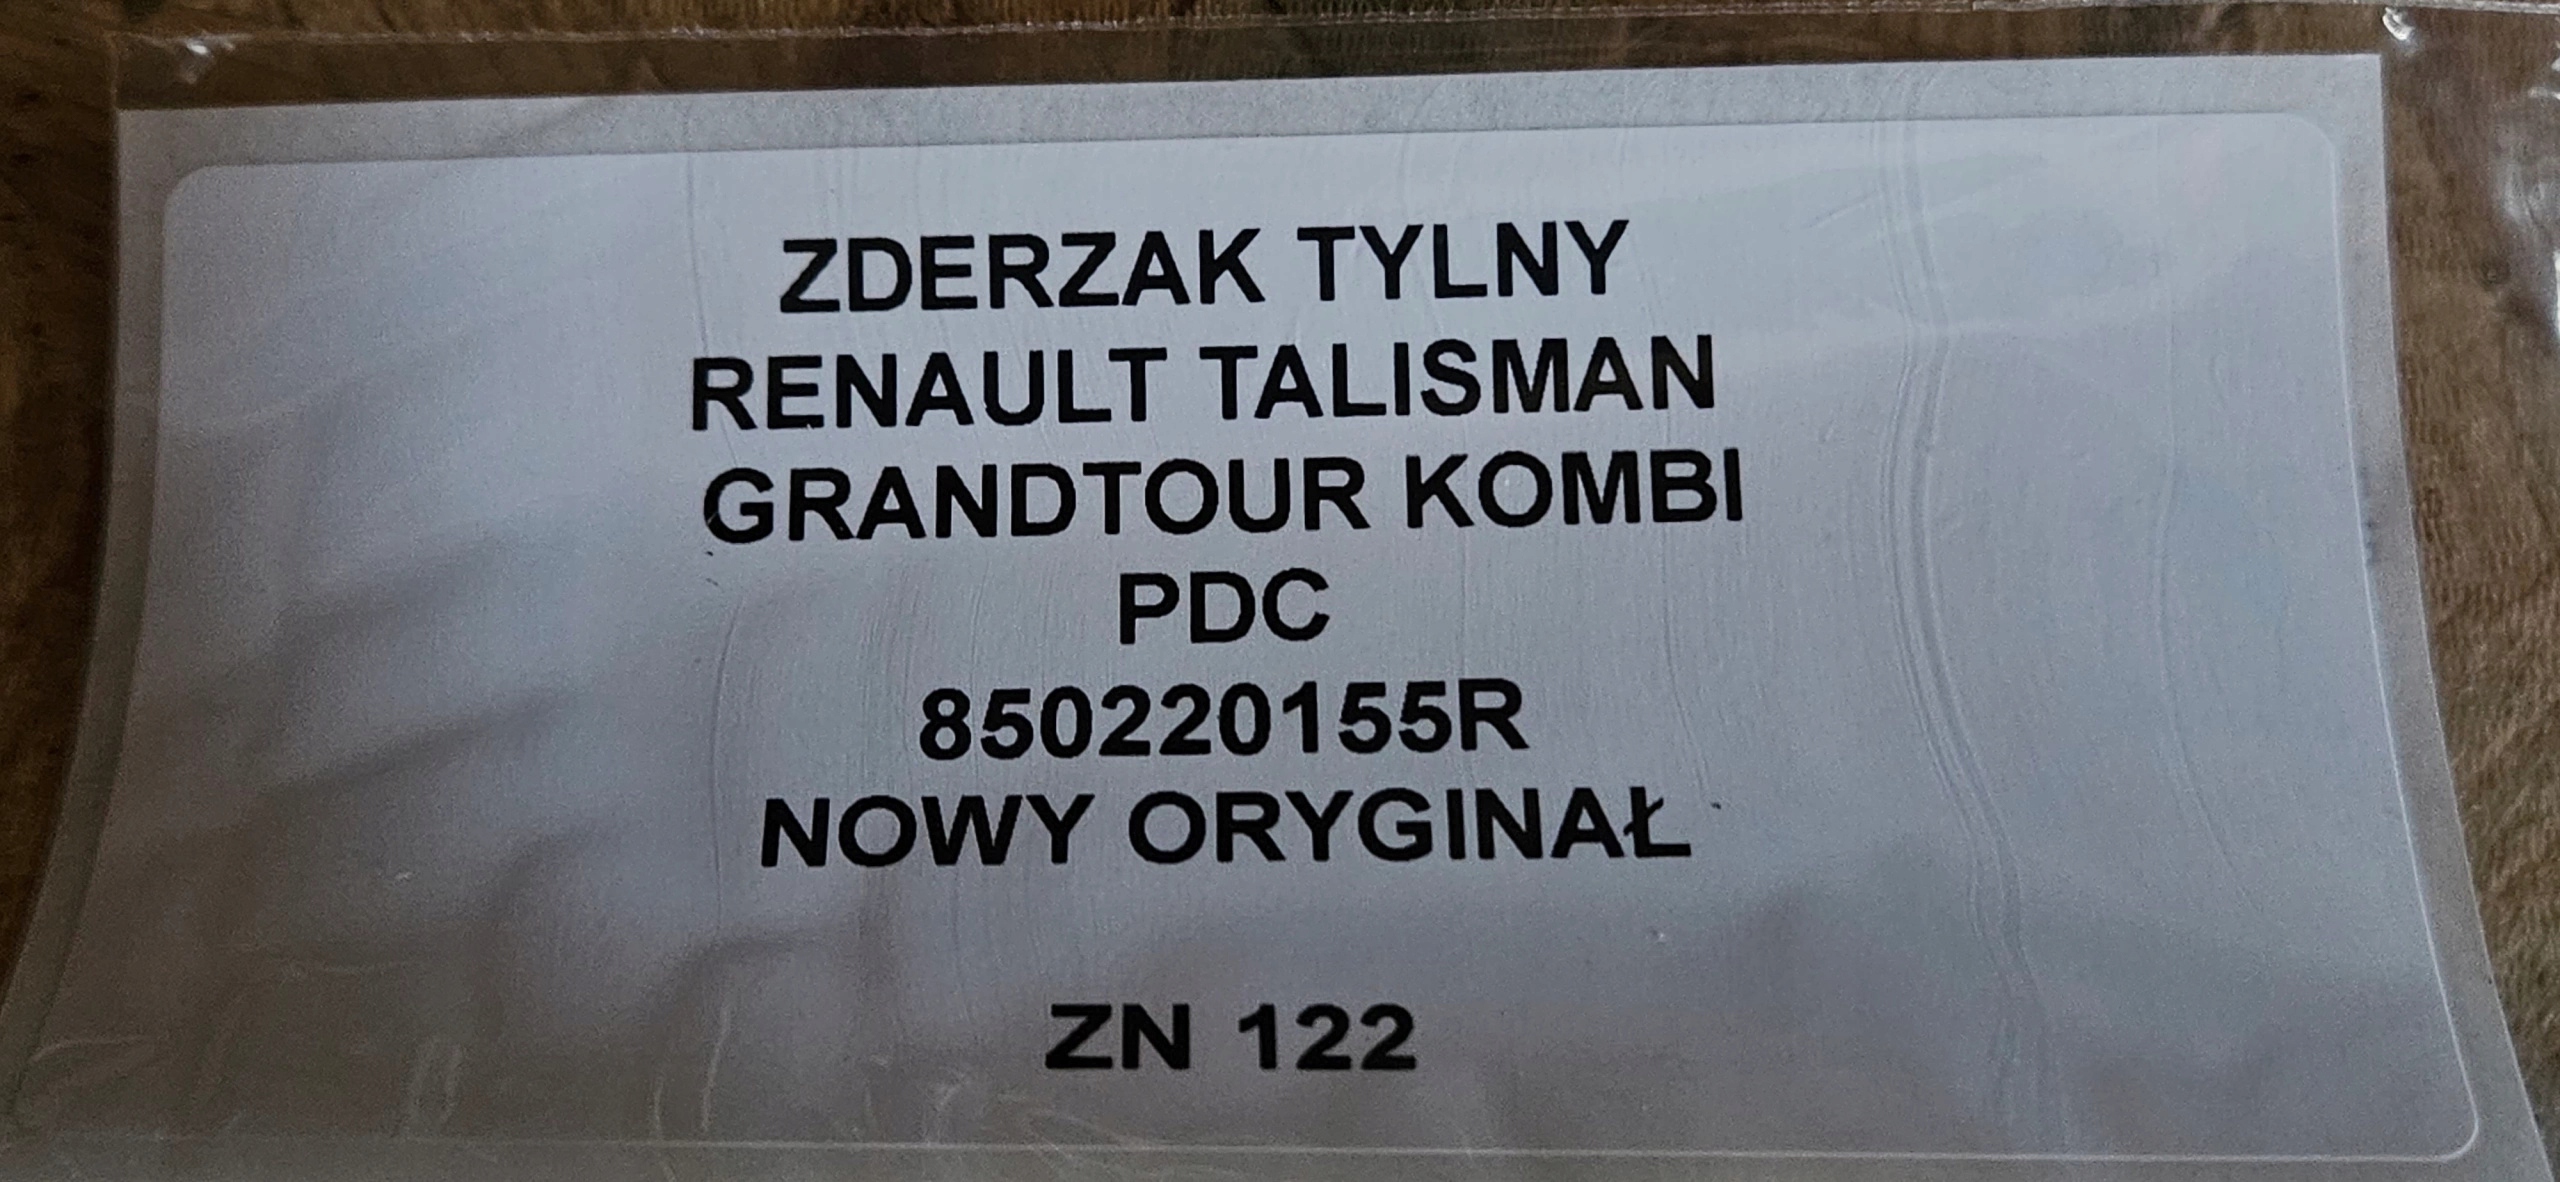 ZDERZAK TYLNY
RENAULT TALISMAN
GRANDTOUR KOMBI
PDC
850220155R
NOWY ORYGINAŁ
ZN 122